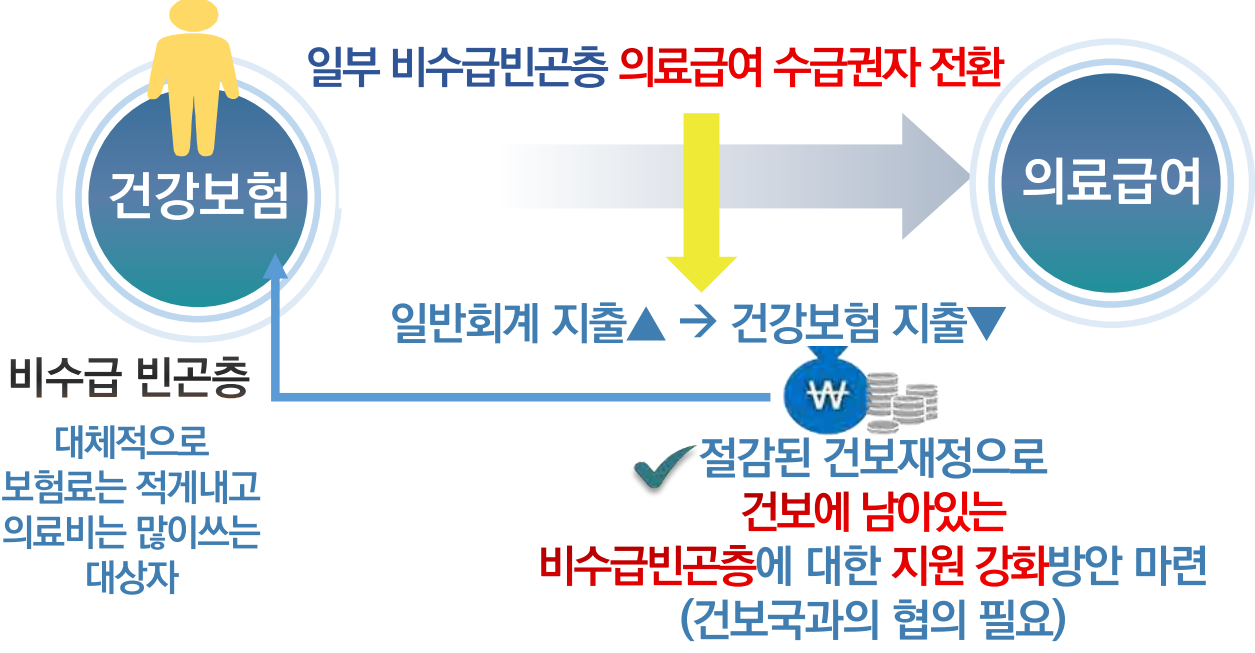 일부 비수급빈곤층 의료급여 수급권자 전환
건강보험
의료급여
일반회계 지출▲ → 건강보험 지출▼
비수급 빈곤층
대체적으로
보험료는 적게내고
의료비는 많이쓰는
대상자
₩
절감된 건보재정으로
건보에 남아있는
비수급빈곤층에 대한 지원 강화방안 마련
(건보국과의 협의 필요)